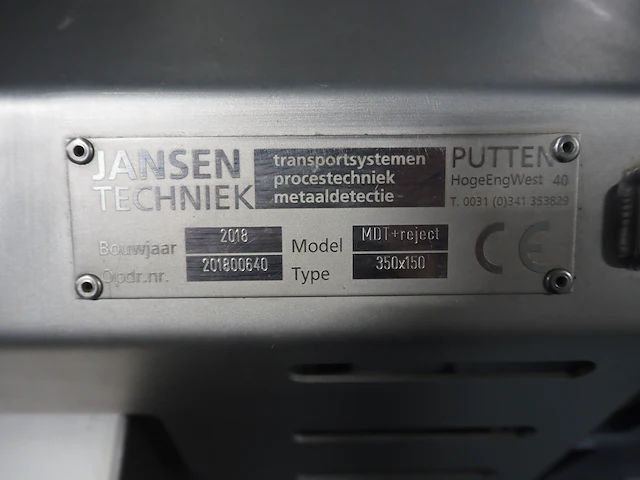 JANSEN
TECHNIEK
transportsystemen
procestechniek
metaaldetectie
PUTTEN
HogeEngWest 40
T. 0031 (0)341 353829
Bouwjaar 2018
Opdr.nr. 201800640
Model MDT+reject
Type 350x150
CE